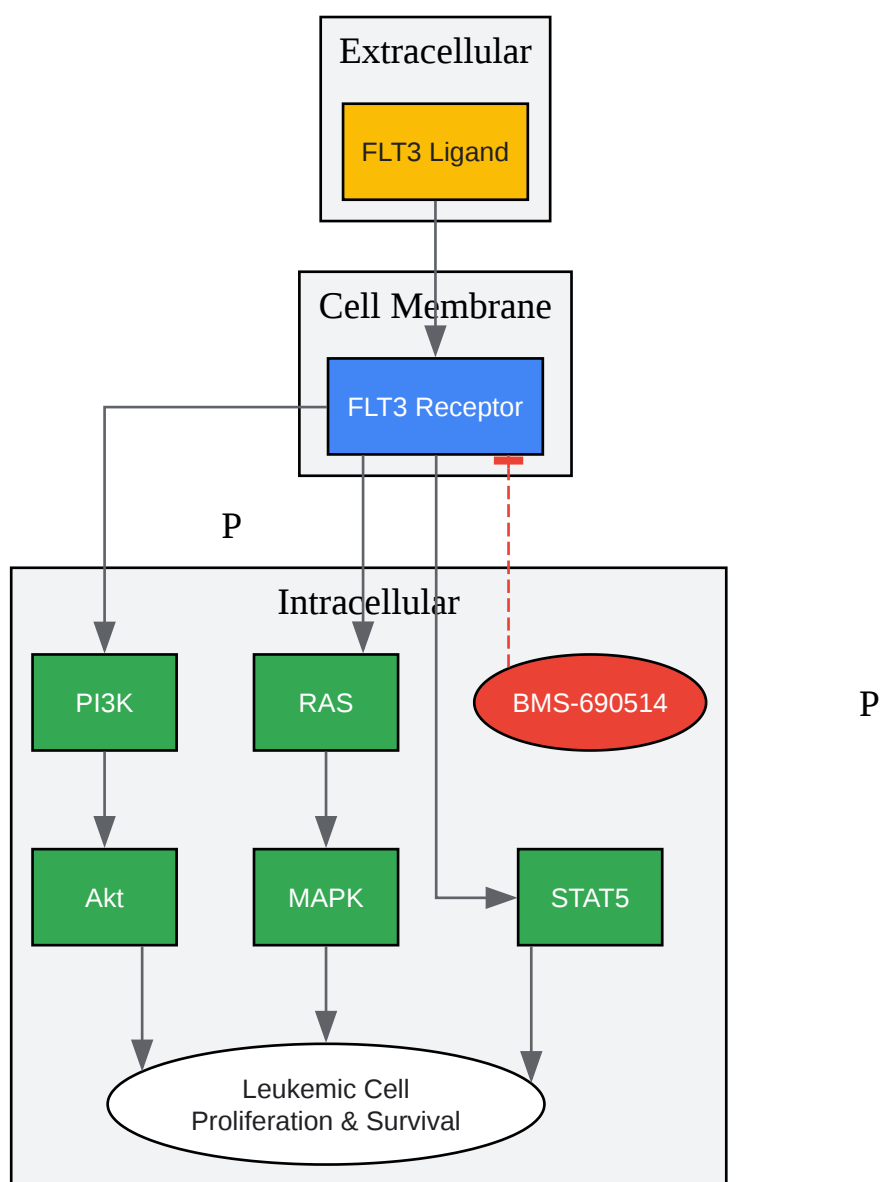 Extracellular
FLT3 Ligand
Cell Membrane
FLT3 Receptor
P
Intracellular
PI3K
RAS
BMS-690514
P
Akt
MAPK
STAT5
Leukemic Cell
Proliferation & Survival